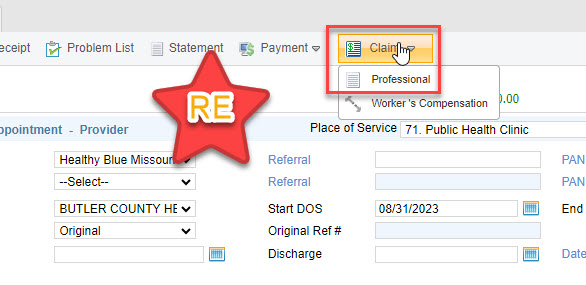 eceipt Problem List Statement Payment Claim
Professional
Worker 's Compensation 0.00
RE
ppointment - Provider Place of Service 71. Public Health Clinic
Healthy Blue Missour Referral PAN
--Select-- Referral PAN
BUTLER COUNTY HE Start DOS 08/31/2023 End
Original Original Ref #
Discharge Date